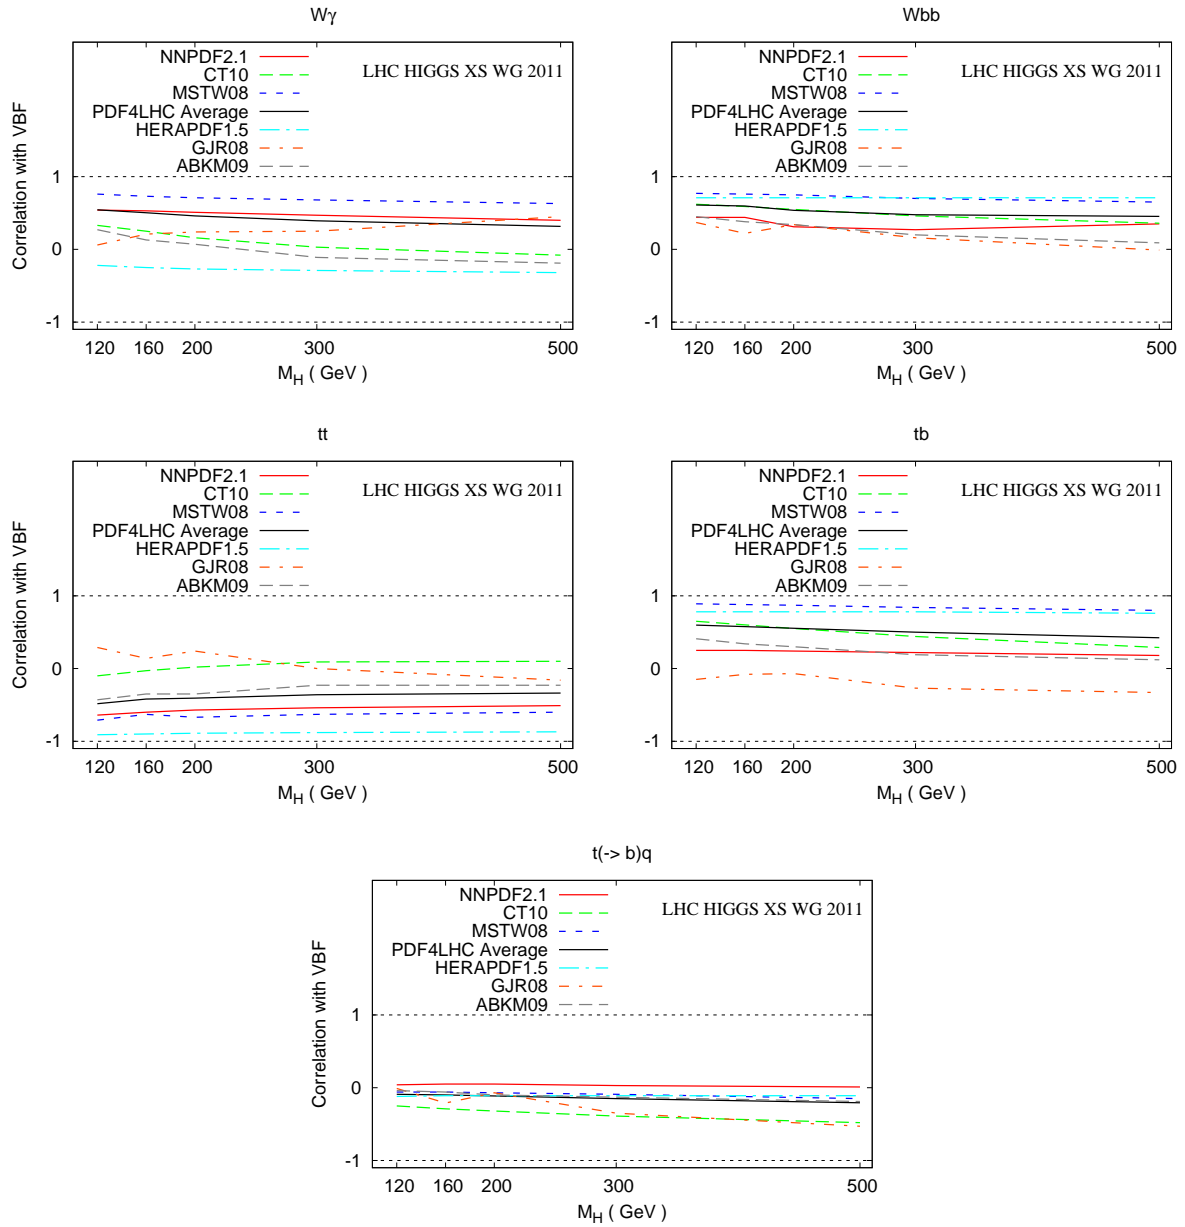 Wγ
NNPDF2.1
CT10
MSTW08
PDF4LHC Average
HERAPDF1.5
GJR08
ABKM09
LHC HIGGS XS WG 2011
Correlation with VBF
1
0
-1
120 160 200 300 500
M_H ( GeV )
Wbb
NNPDF2.1
CT10
MSTW08
PDF4LHC Average
HERAPDF1.5
GJR08
ABKM09
LHC HIGGS XS WG 2011
1
0
-1
120 160 200 300 500
M_H ( GeV )
tt
NNPDF2.1
CT10
MSTW08
PDF4LHC Average
HERAPDF1.5
GJR08
ABKM09
LHC HIGGS XS WG 2011
Correlation with VBF
1
0
-1
120 160 200 300 500
M_H ( GeV )
tb
NNPDF2.1
CT10
MSTW08
PDF4LHC Average
HERAPDF1.5
GJR08
ABKM09
LHC HIGGS XS WG 2011
1
0
-1
120 160 200 300 500
M_H ( GeV )
t(-> b)q
NNPDF2.1
CT10
MSTW08
PDF4LHC Average
HERAPDF1.5
GJR08
ABKM09
LHC HIGGS XS WG 2011
Correlation with VBF
1
0
-1
120 160 200 300 500
M_H ( GeV )